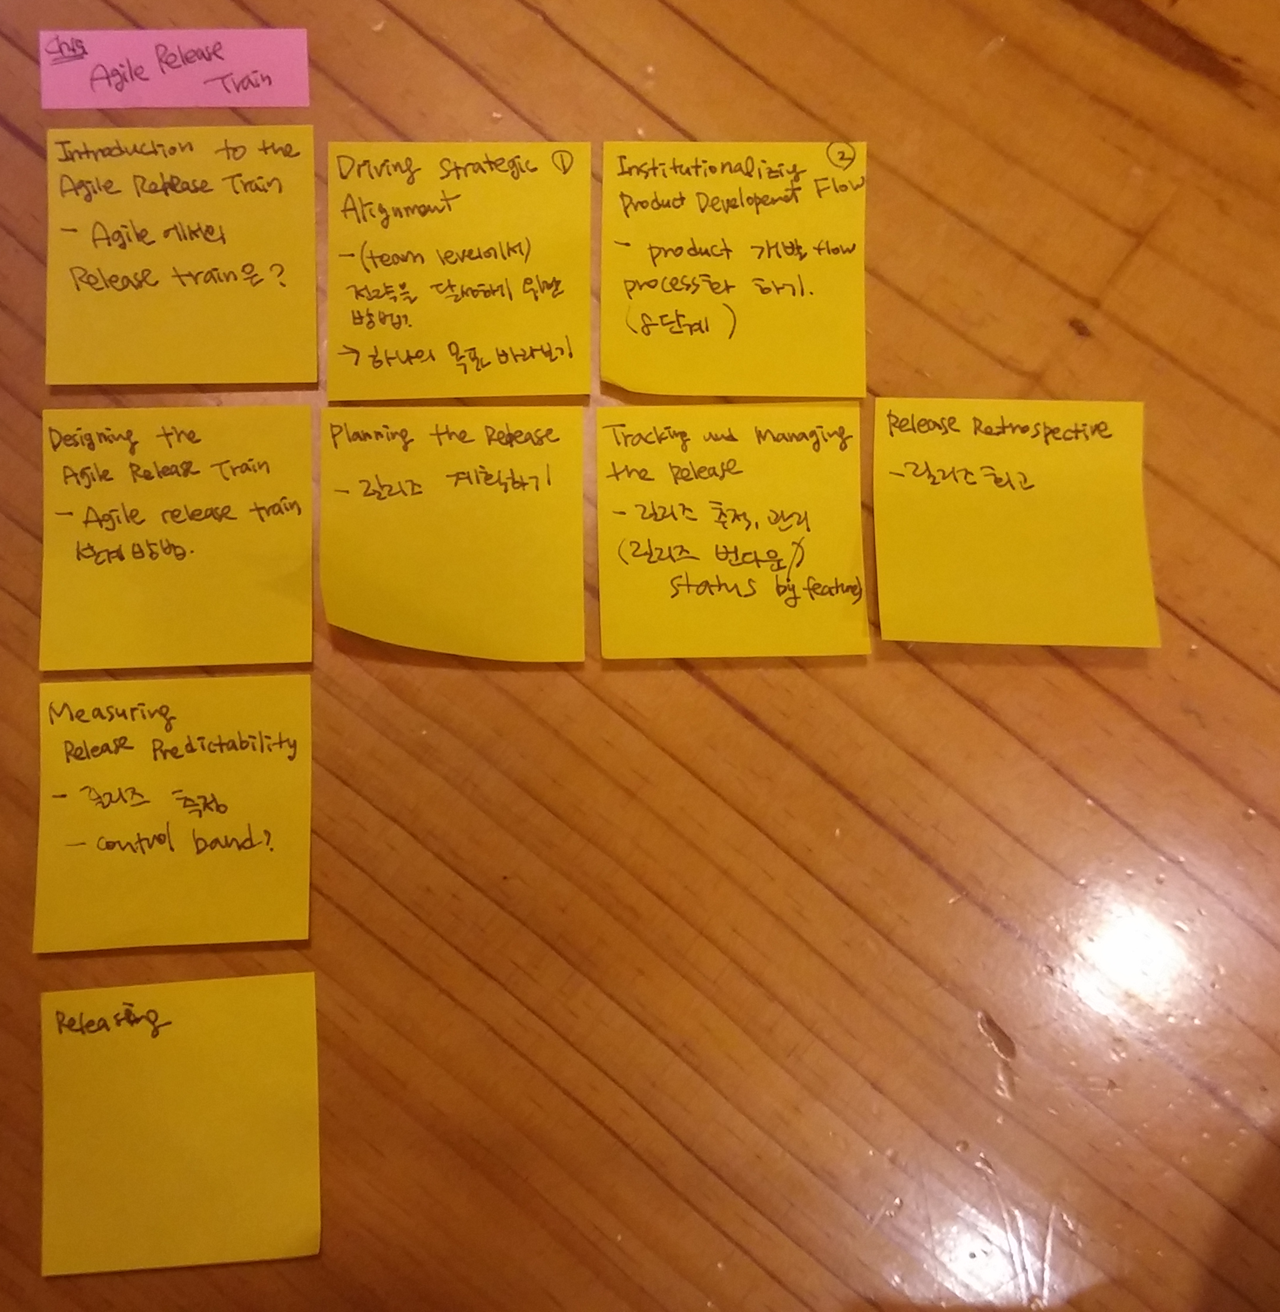 Ch15
Agile Release
Train
Introduction to the
Agile Release Train
- Agile 에서의
Release train은?
Driving Strategic ①
Alignment
- (team level에서)
전략을 달성하기 위한
방법?
→ 하나의 목표 바라보기
Institutionalizig ②
Product Developemet Flow
- product 개발 flow
process화 하기.
(8단계)
Designing the
Agile Release Train
- Agile release train
설계 방법.
Planning the Release
- 릴리즈 계획하기
Tracking and Managing
the release
- 릴리즈 추적, 관리
(릴리즈 번다운,
status by feature)
Release Retrospective
- 릴리즈 회고
Measuring
Release Predictability
- 릴리즈 측정
- control band?
Releasing